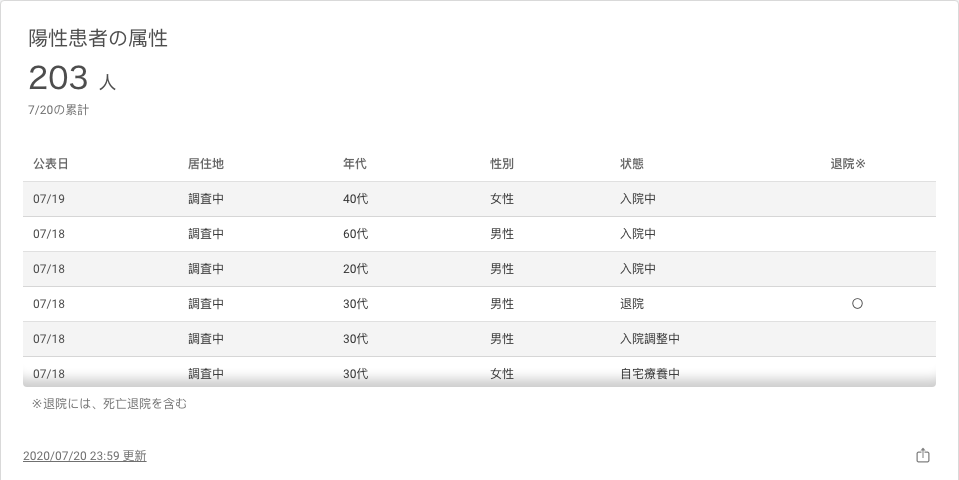 陽性患者の属性
203 人
7/20の累計
公表日 居住地 年代 性別 状態 退院※
07/19 調査中 40代 女性 入院中
07/18 調査中 60代 男性 入院中
07/18 調査中 20代 男性 入院中
07/18 調査中 30代 男性 退院 〇
07/18 調査中 30代 男性 入院調整中
07/18 調査中 30代 女性 自宅療養中
※退院には、死亡退院を含む
2020/07/20 23:59 更新